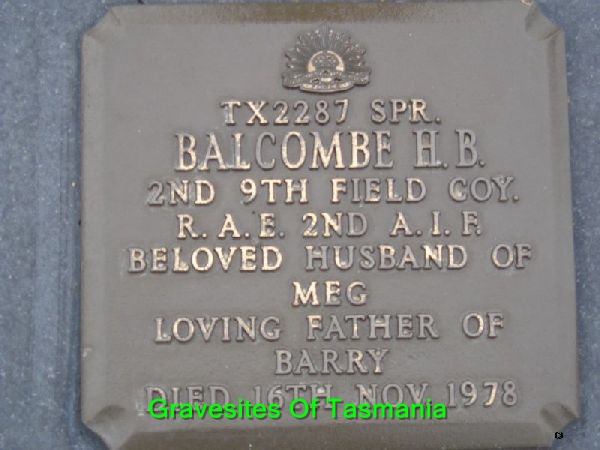 TX2287 SPR.
BALCOMBE H.B.
2ND 9TH FIELD COY.
R.A.E. 2ND A.I.F.
BELOVED HUSBAND OF
MEG
LOVING FATHER OF
BARRY
DIED 16TH NOV 1978
Gravesites Of Tasmania